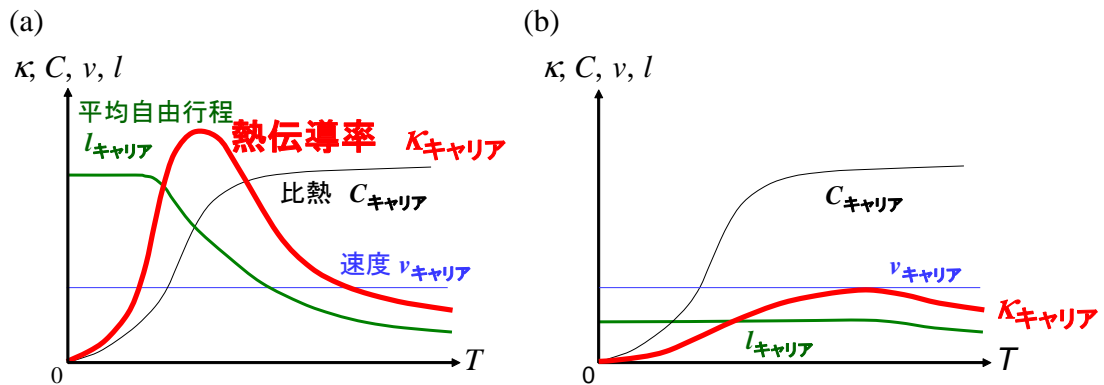 (a)
κ, C, v, l
平均自由行程
lキャリア
熱伝導率 κキャリア
比熱 Cキャリア
速度 vキャリア
0
T
(b)
κ, C, v, l
Cキャリア
vキャリア
κキャリア
lキャリア
0
T